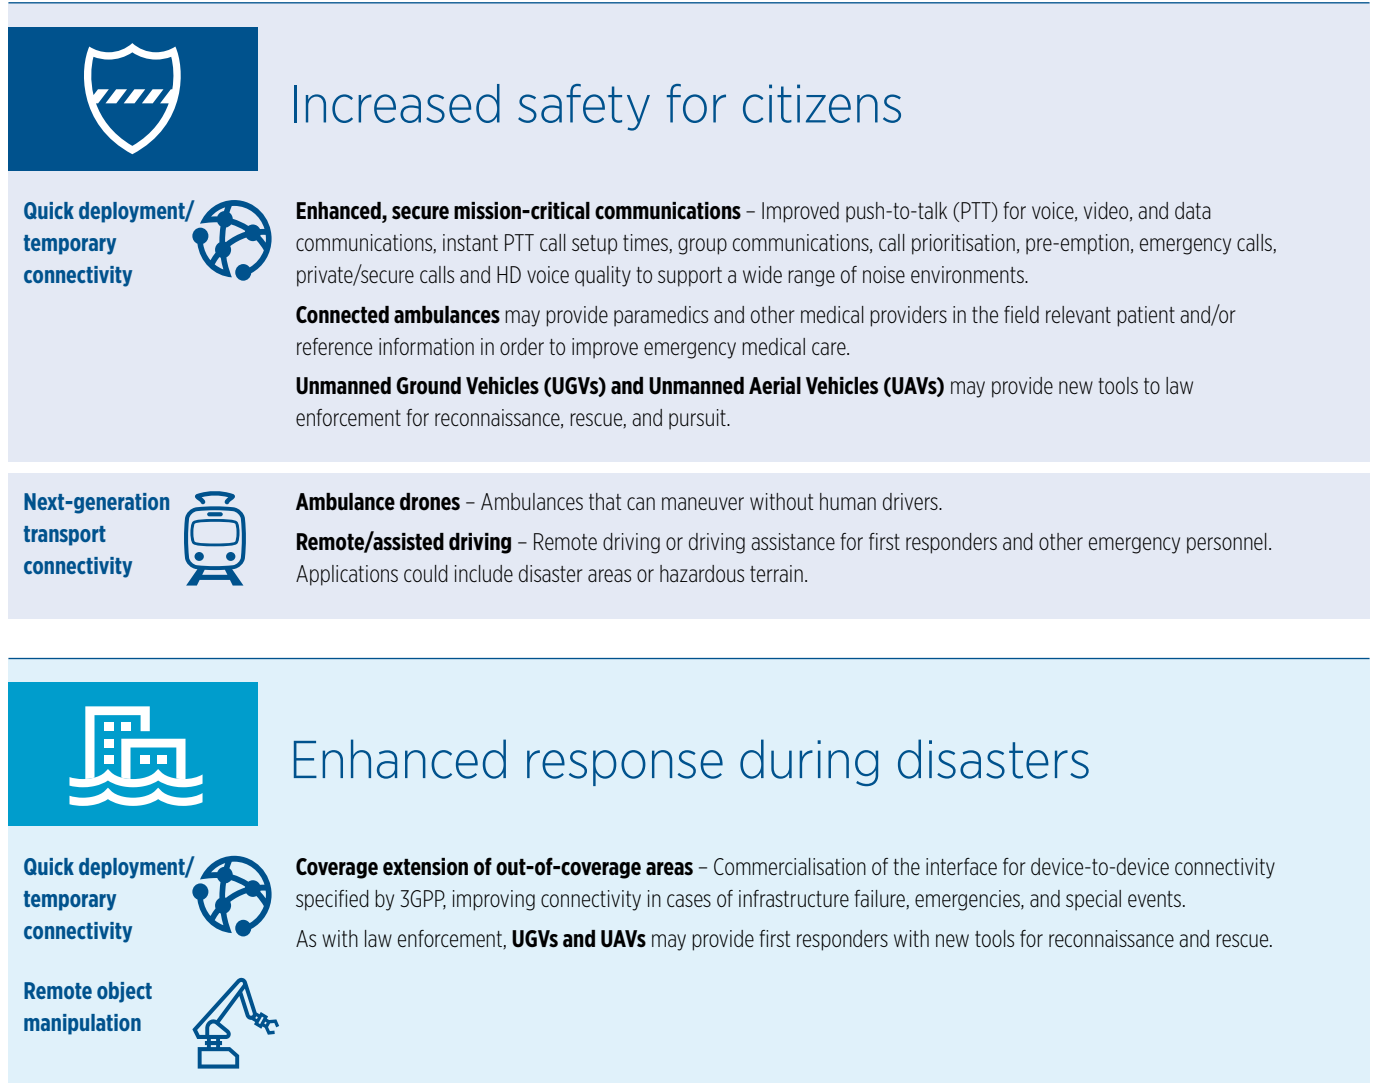 Increased safety for citizens
Quick deployment/
temporary
connectivity
Enhanced, secure mission-critical communications – Improved push-to-talk (PTT) for voice, video, and data
communications, instant PTT call setup times, group communications, call prioritisation, pre-emption, emergency calls,
private/secure calls and HD voice quality to support a wide range of noise environments.
Connected ambulances may provide paramedics and other medical providers in the field relevant patient and/or
reference information in order to improve emergency medical care.
Unmanned Ground Vehicles (UGVs) and Unmanned Aerial Vehicles (UAVs) may provide new tools to law
enforcement for reconnaissance, rescue, and pursuit.
Next-generation
transport
connectivity
Ambulance drones – Ambulances that can maneuver without human drivers.
Remote/assisted driving – Remote driving or driving assistance for first responders and other emergency personnel.
Applications could include disaster areas or hazardous terrain.
Enhanced response during disasters
Quick deployment/
temporary
connectivity
Coverage extension of out-of-coverage areas – Commercialisation of the interface for device-to-device connectivity
specified by 3GPP, improving connectivity in cases of infrastructure failure, emergencies, and special events.
As with law enforcement, UGVs and UAVs may provide first responders with new tools for reconnaissance and rescue.
Remote object
manipulation